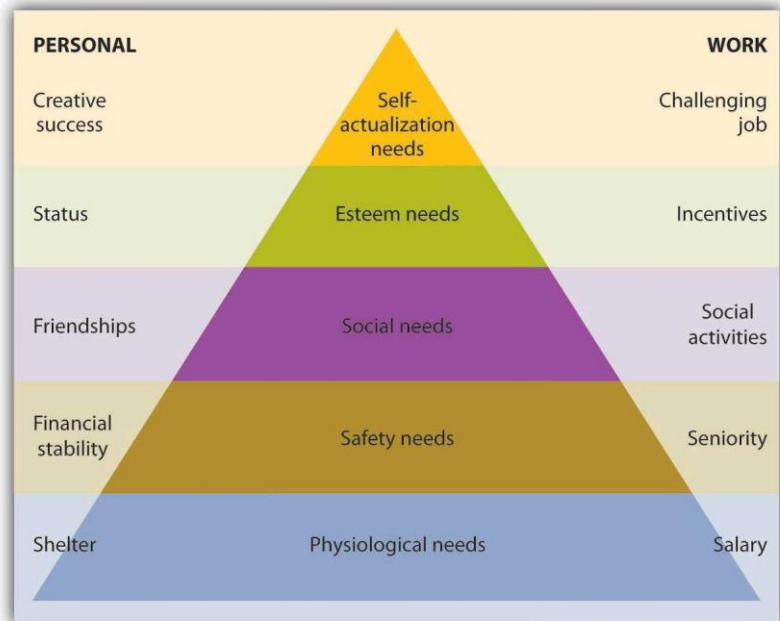 PERSONAL
WORK
Creative
success
Self-
actualization
needs
Challenging
job
Status
Esteem needs
Incentives
Friendships
Social needs
Social
activities
Financial
stability
Safety needs
Seniority
Shelter
Physiological needs
Salary